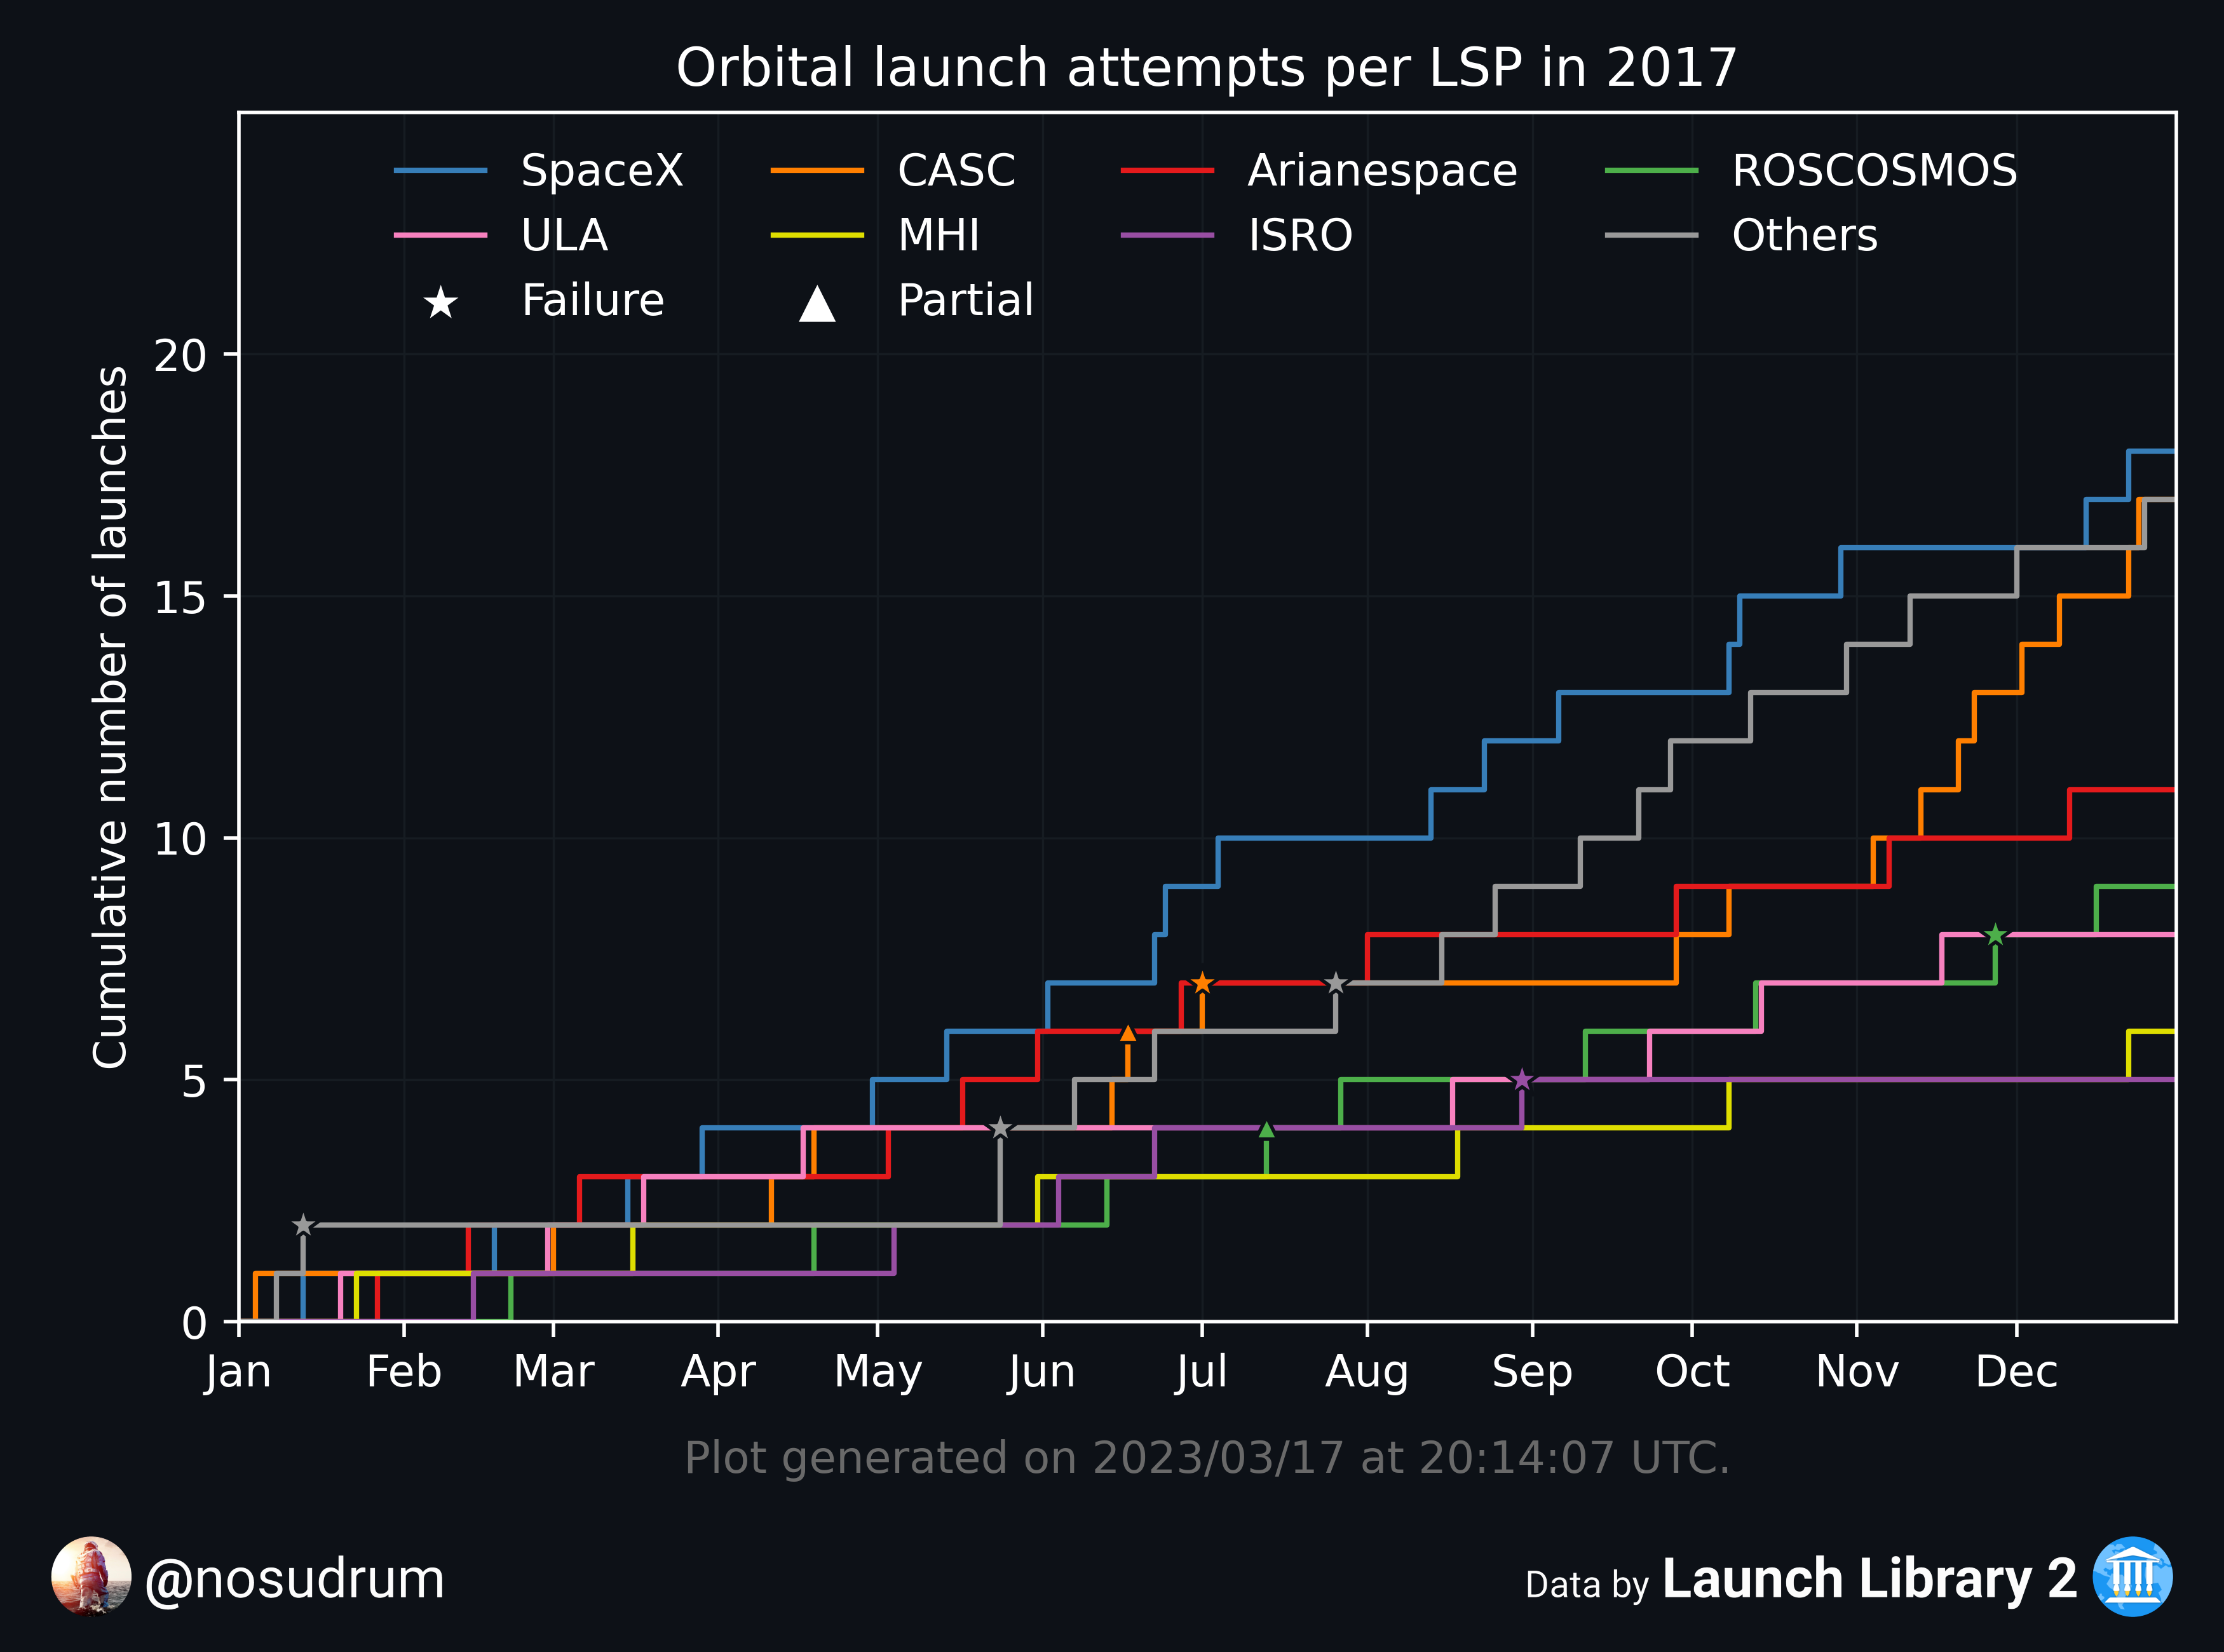 Orbital launch attempts per LSP in 2017
SpaceX CASC Arianespace ROSCOSMOS
ULA MHI ISRO Others
Failure Partial
Cumulative number of launches
20
15
10
5
0
Jan Feb Mar Apr May Jun Jul Aug Sep Oct Nov Dec
Plot generated on 2023/03/17 at 20:14:07 UTC.
@nosudrum
Data by Launch Library 2